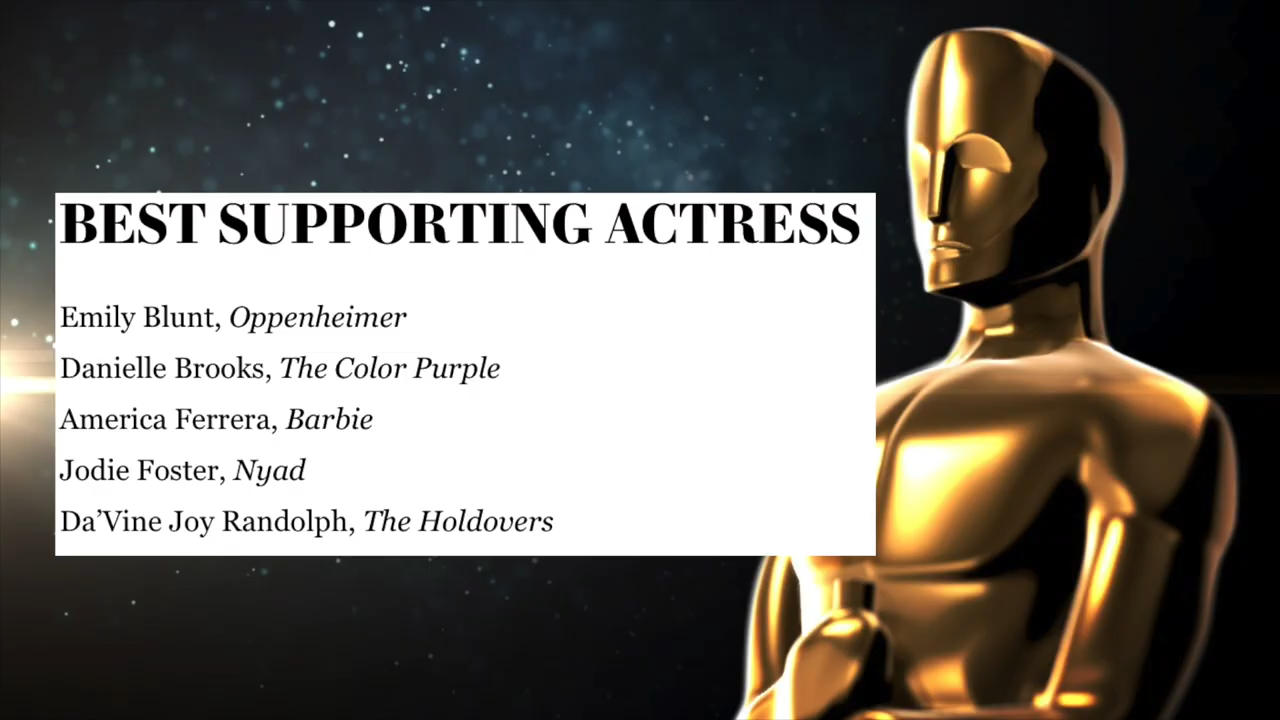 BEST SUPPORTING ACTRESS
Emily Blunt, Oppenheimer
Danielle Brooks, The Color Purple
America Ferrera, Barbie
Jodie Foster, Nyad
Da’Vine Joy Randolph, The Holdovers